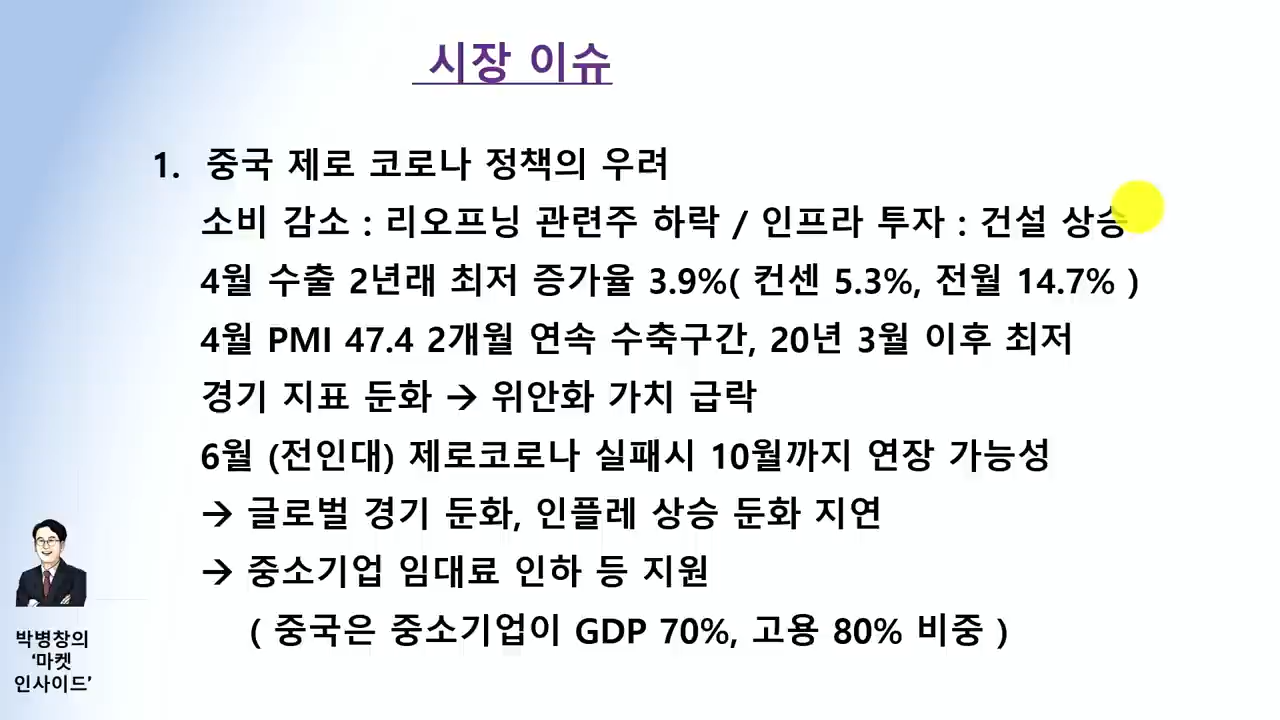 시장 이슈
1. 중국 제로 코로나 정책의 우려
소비 감소 : 리오프닝 관련주 하락 / 인프라 투자 : 건설 상승
4월 수출 2년래 최저 증가율 3.9%( 컨센 5.3%, 전월 14.7% )
4월 PMI 47.4 2개월 연속 수축구간, 20년 3월 이후 최저
경기 지표 둔화 → 위안화 가치 급락
6월 (전인대) 제로코로나 실패시 10월까지 연장 가능성
→ 글로벌 경기 둔화, 인플레 상승 둔화 지연
→ 중소기업 임대료 인하 등 지원
( 중국은 중소기업이 GDP 70%, 고용 80% 비중 )
박병창의
‘마켓
인사이드’